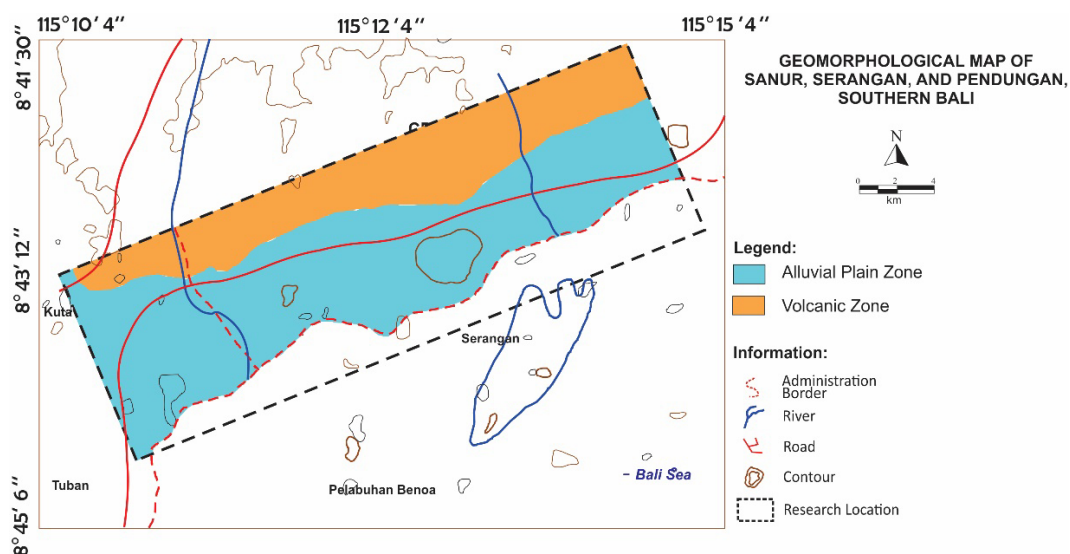 115°10´4´´
115°12´4´´
115°15´4´´
8°41´30´´
8°43´12´´
8°45´6´´
Kuta
Tuban
Serangan
Pelabuhan Benoa
Bali Sea
GEOMORPHOLOGICAL MAP OF
SANUR, SERANGAN, AND PENDUNGAN,
SOUTHERN BALI
N
0 2 4
km
Legend:
Alluvial Plain Zone
Volcanic Zone
Information:
Administration
Border
River
Road
Contour
Research Location